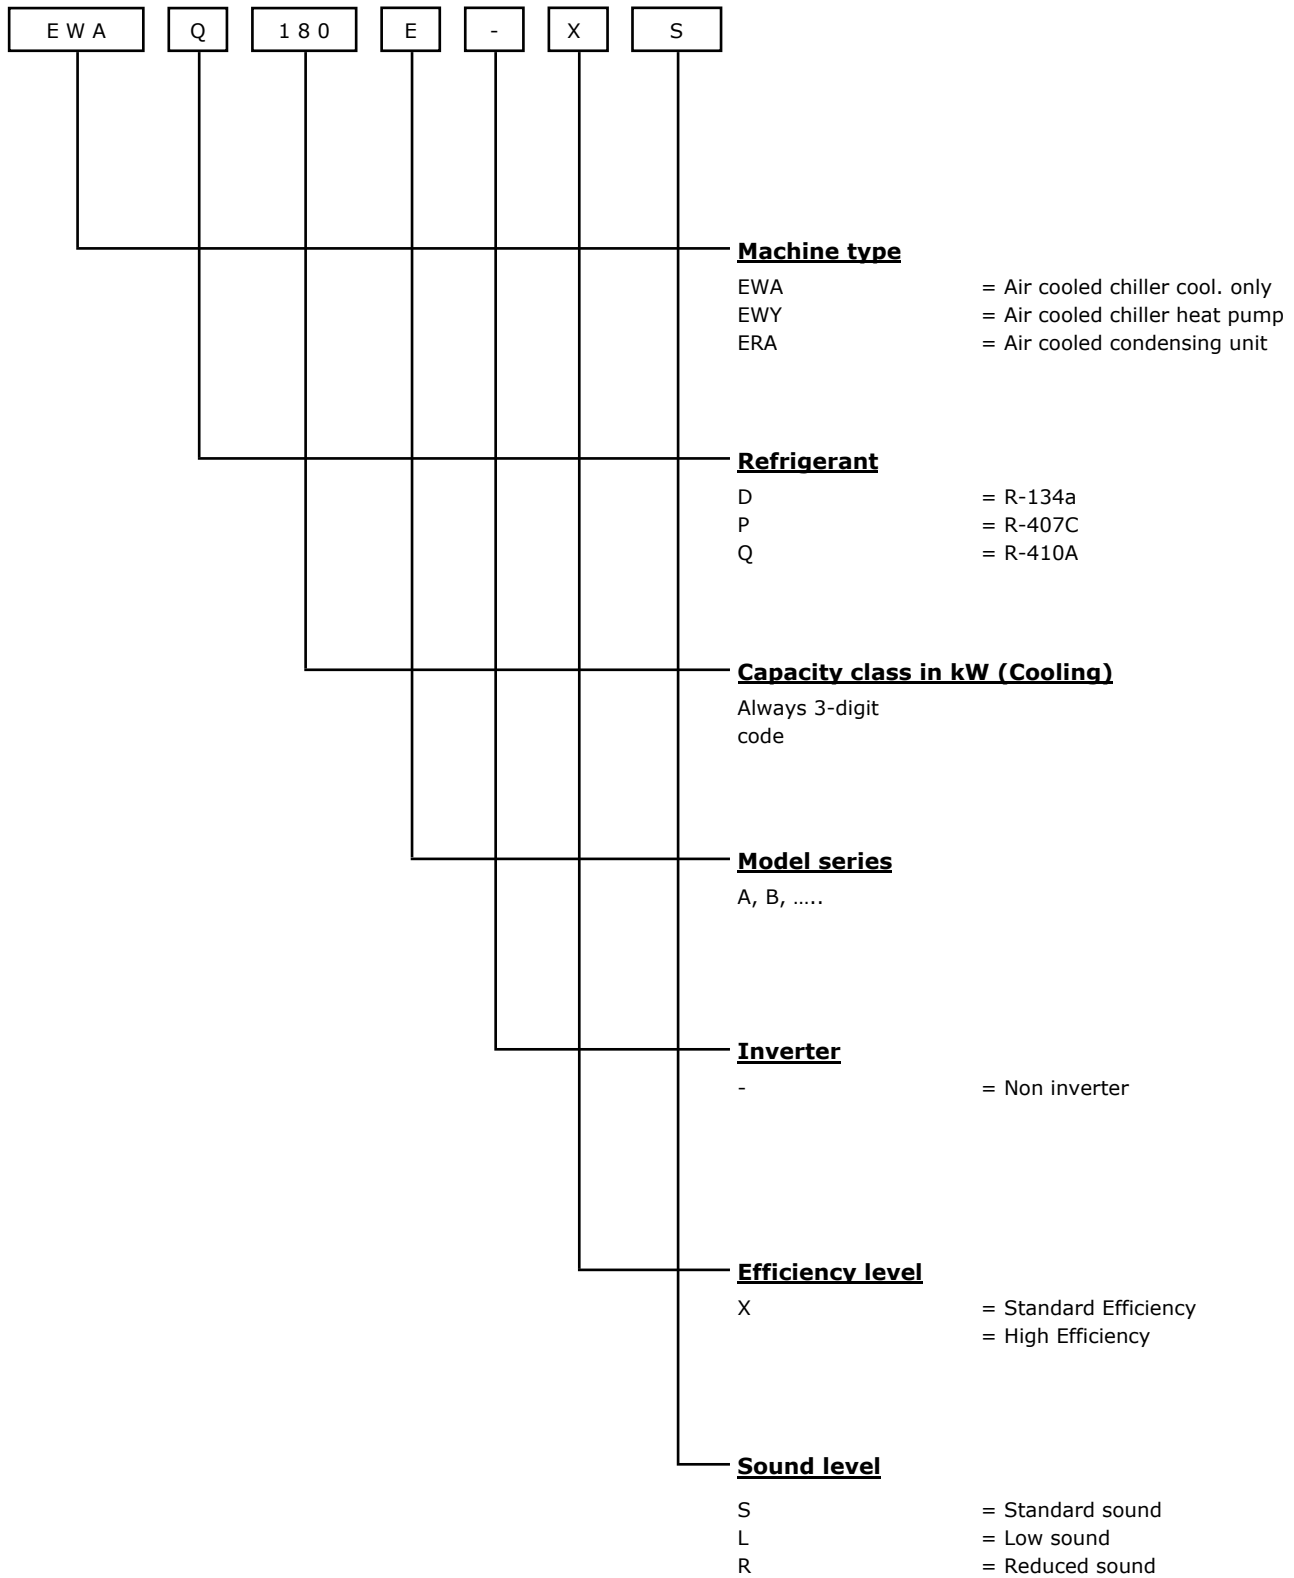 E W A Q 1 8 0 E - X S
Machine type
EWA = Air cooled chiller cool. only
EWY = Air cooled chiller heat pump
ERA = Air cooled condensing unit
Refrigerant
D = R-134a
P = R-407C
Q = R-410A
Capacity class in kW (Cooling)
Always 3-digit
code
Model series
A, B, …..
Inverter
- = Non inverter
Efficiency level
X = Standard Efficiency
= High Efficiency
Sound level
S = Standard sound
L = Low sound
R = Reduced sound